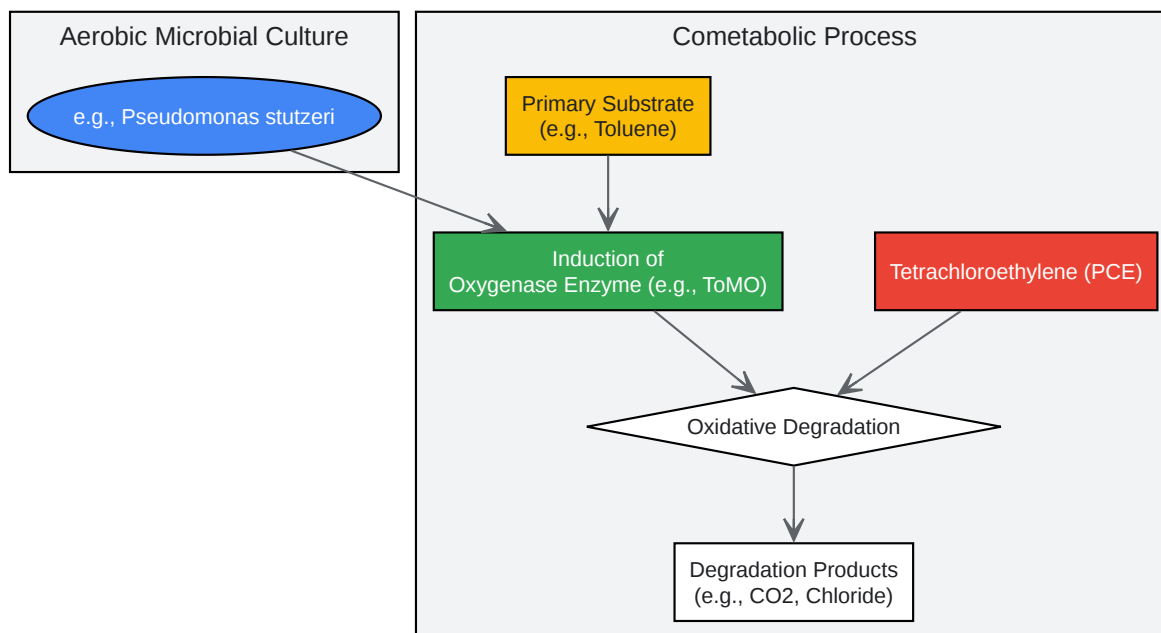 Aerobic Microbial Culture
e.g., Pseudomonas stutzeri
Cometabolic Process
Primary Substrate
(e.g., Toluene)
Induction of
Oxygenase Enzyme (e.g., ToMO)
Tetrachloroethylene (PCE)
Oxidative Degradation
Degradation Products
(e.g., CO2, Chloride)